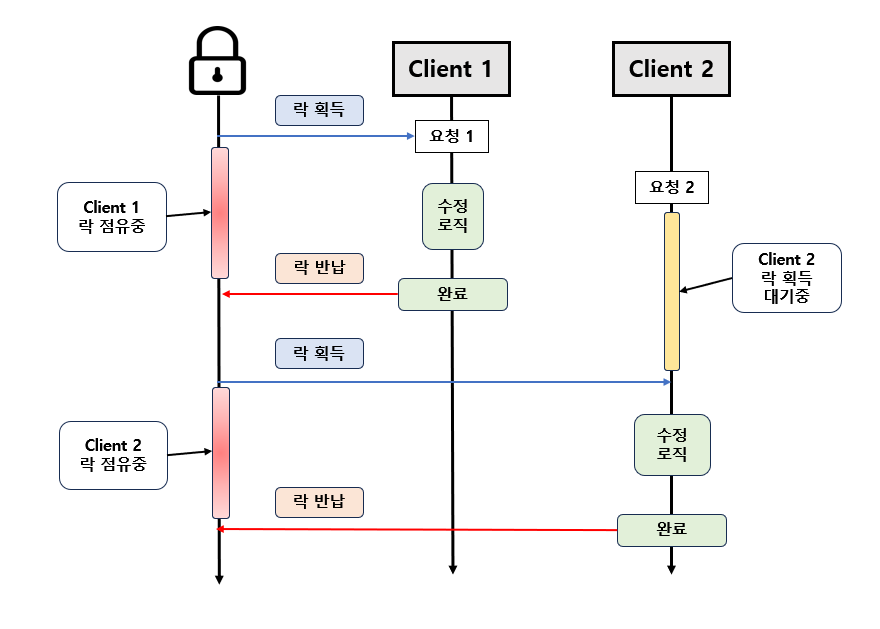 Client 1
Client 2
락 획득
요청 1
요청 2
Client 1
락 점유중
수정
로직
락 반납
완료
Client 2
락 획득
대기중
락 획득
Client 2
락 점유중
수정
로직
락 반납
완료